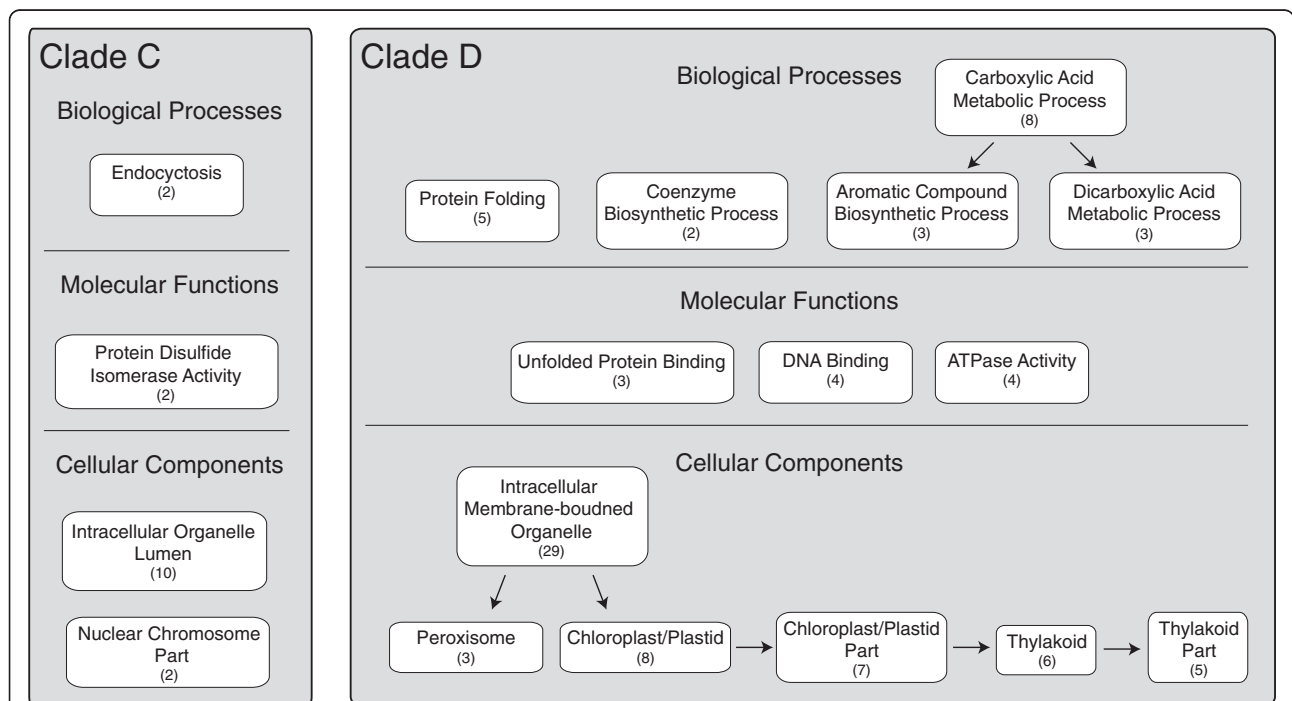 Clade C
Biological Processes
Endocyctosis
(2)
Molecular Functions
Protein Disulfide
Isomerase Activity
(2)
Cellular Components
Intracellular Organelle
Lumen
(10)
Nuclear Chromosome
Part
(2)
Clade D
Biological Processes
Carboxylic Acid
Metabolic Process
(8)
Protein Folding
(5)
Coenzyme
Biosynthetic Process
(2)
Aromatic Compound
Biosynthetic Process
(3)
Dicarboxylic Acid
Metabolic Process
(3)
Molecular Functions
Unfolded Protein Binding
(3)
DNA Binding
(4)
ATPase Activity
(4)
Cellular Components
Intracellular
Membrane-boudned
Organelle
(29)
Peroxisome
(3)
Chloroplast/Plastid
(8)
Chloroplast/Plastid
Part
(7)
Thylakoid
(6)
Thylakoid
Part
(5)